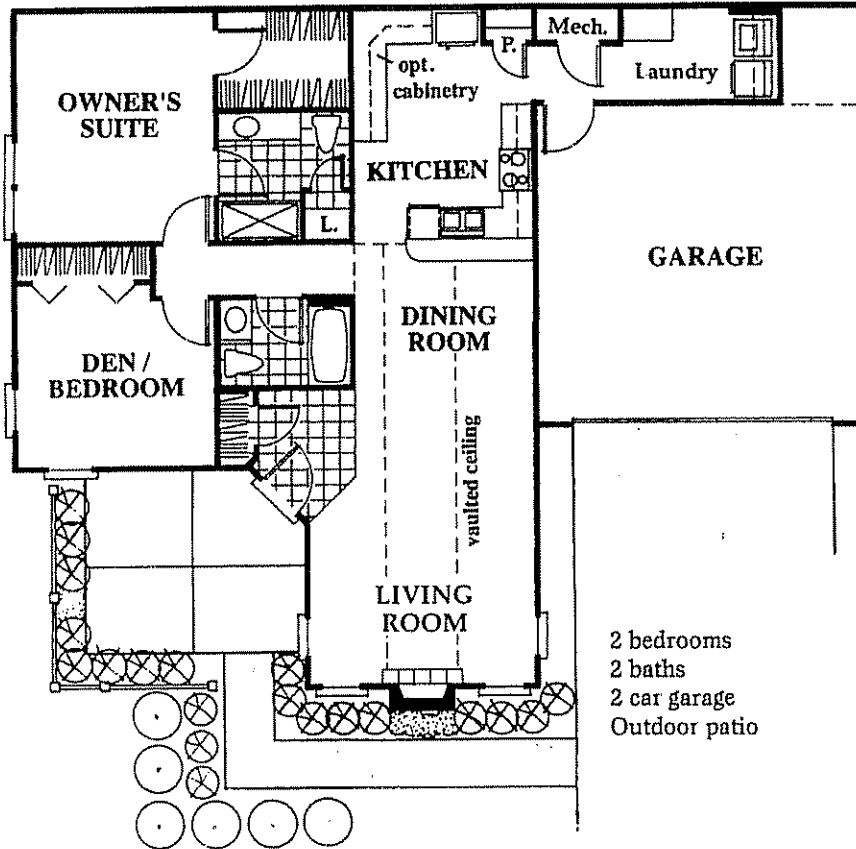 OWNER'S
SUITE
opt.
cabinetry
P.
Mech.
Laundry
KITCHEN
L.
GARAGE
DINING
ROOM
DEN /
BEDROOM
vaulted ceiling
LIVING
ROOM
2 bedrooms
2 baths
2 car garage
Outdoor patio